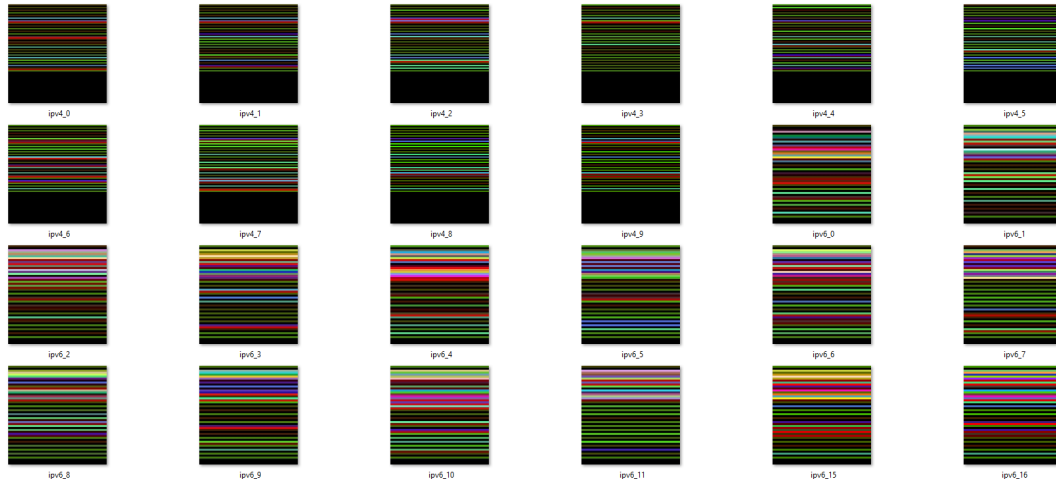 ipv4_0 ipv4_1 ipv4_2 ipv4_3 ipv4_4 ipv4_5
ipv4_6 ipv4_7 ipv4_8 ipv4_9 ipv6_0 ipv6_1
ipv6_2 ipv6_3 ipv6_4 ipv6_5 ipv6_6 ipv6_7
ipv6_8 ipv6_9 ipv6_10 ipv6_11 ipv6_15 ipv6_16